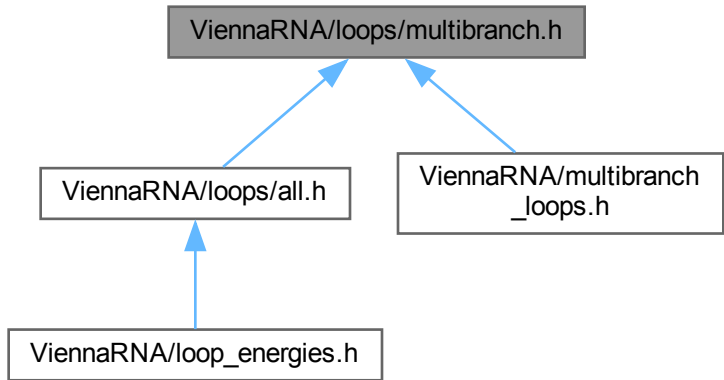 ViennaRNA/loops/multibranch.h
ViennaRNA/loops/all.h
ViennaRNA/multibranch
_loops.h
ViennaRNA/loop_energies.h